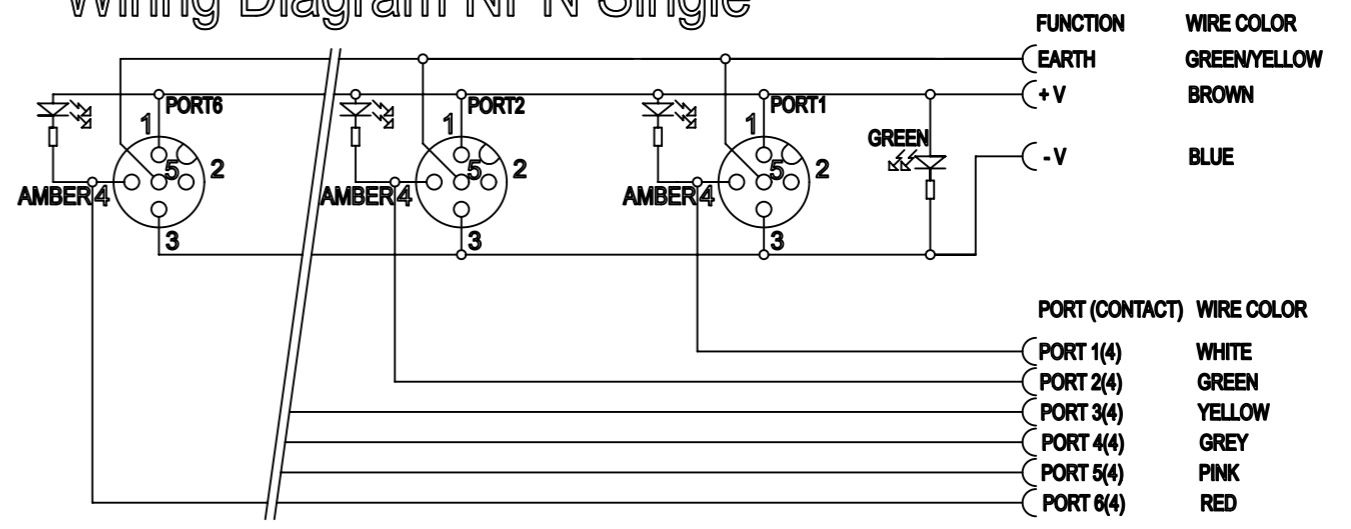 Wiring Diagram NPN Single
FUNCTION WIRE COLOR
EARTH GREEN/YELLOW
+ V BROWN
- V BLUE
PORT6 PORT2 PORT1
1 1 1
GREEN
5 2 5 2 5 2
AMBER 4 AMBER 4 AMBER 4
3 3 3
PORT (CONTACT) WIRE COLOR
PORT 1(4) WHITE
PORT 2(4) GREEN
PORT 3(4) YELLOW
PORT 4(4) GREY
PORT 5(4) PINK
PORT 6(4) RED